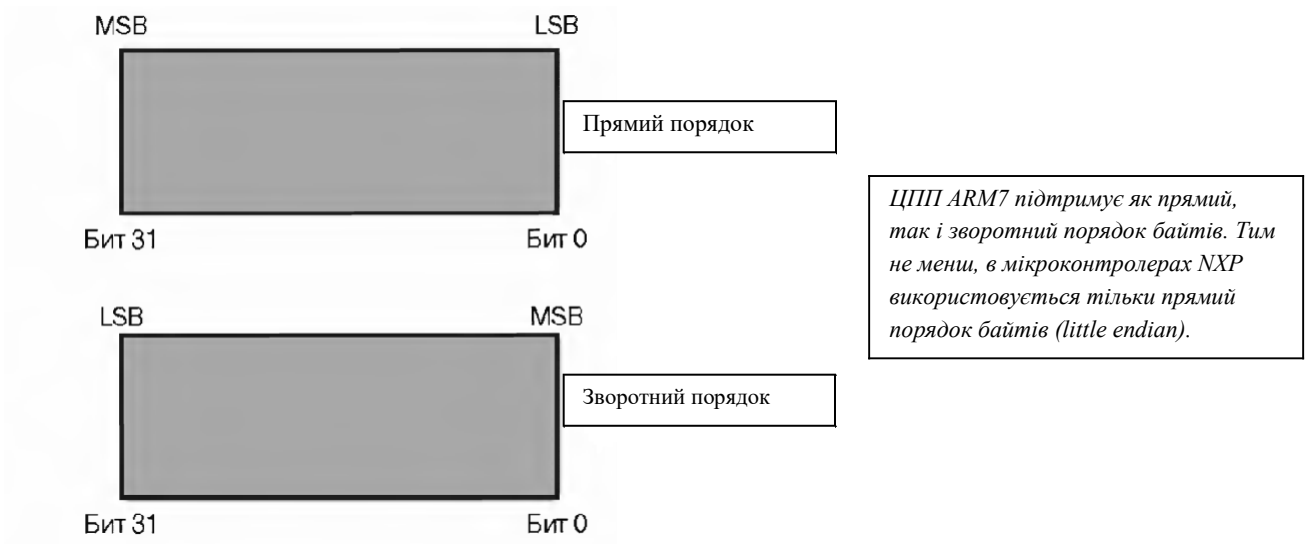 MSB LSB
Прямий порядок
Бит 31 Бит 0
LSB MSB
Зворотний порядок
Бит 31 Бит 0
ЦПП ARM7 підтримує як прямий,
так і зворотний порядок байтів. Тим
не менш, в мікроконтролерах NXP
використовується тільки прямий
порядок байтів (little endian).